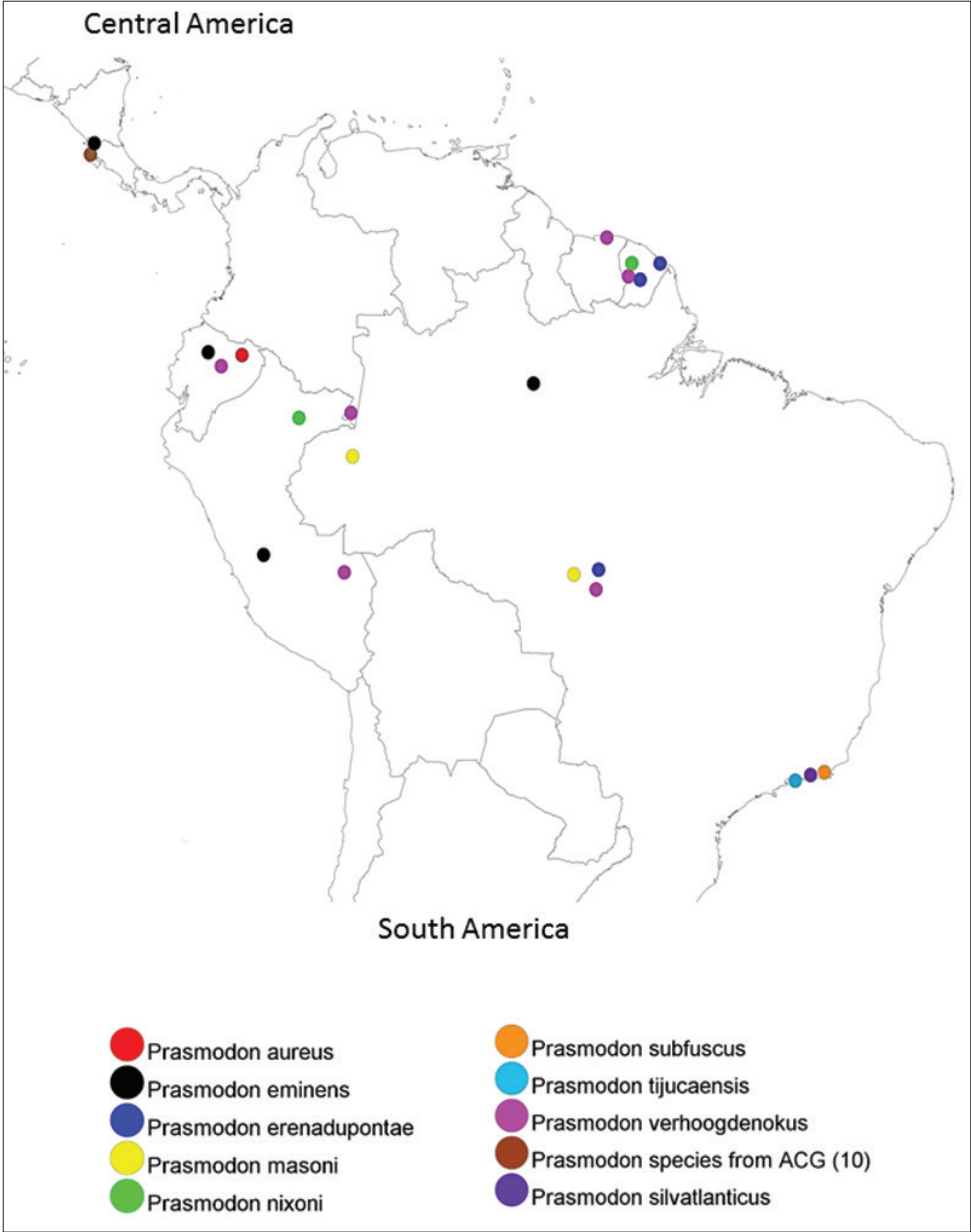 Central America
South America
Prasmodon aureus
Prasmodon eminens
Prasmodon erenadupontae
Prasmodon masoni
Prasmodon nixoni
Prasmodon subfuscus
Prasmodon tijucaensis
Prasmodon verhoogdenokus
Prasmodon species from ACG (10)
Prasmodon silvatlanticus